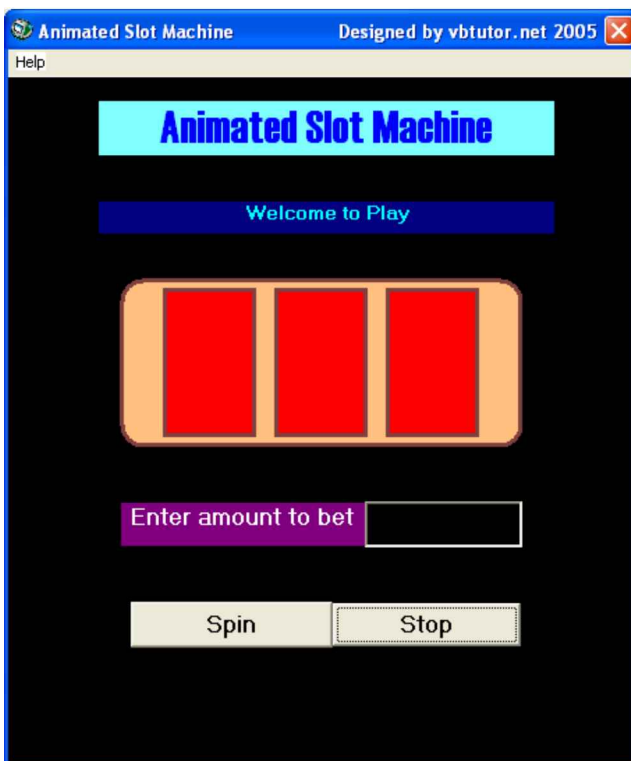 Animated Slot Machine Designed by vbtutor.net 2005
Help
Animated Slot Machine
Welcome to Play
Enter amount to bet
Spin Stop